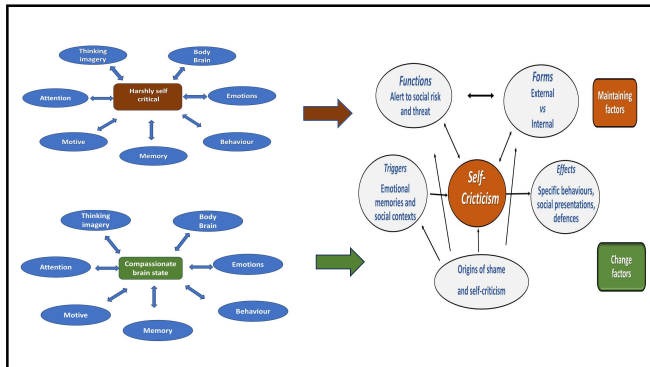 Thinking
imagery
Body
Brain
Attention
Harshly self
critical
Emotions
Motive
Memory
Behaviour
Thinking
imagery
Body
Brain
Attention
Compassionate
brain state
Emotions
Motive
Memory
Behaviour
Functions
Alert to social risk
and threat
Forms
External
vs
Internal
Maintaining
factors
Triggers
Emotional
memories and
social contexts
Self-
Cricticism
Effects
Specific behaviours,
social presentations,
defences
Origins of shame
and self-criticism
Change
factors